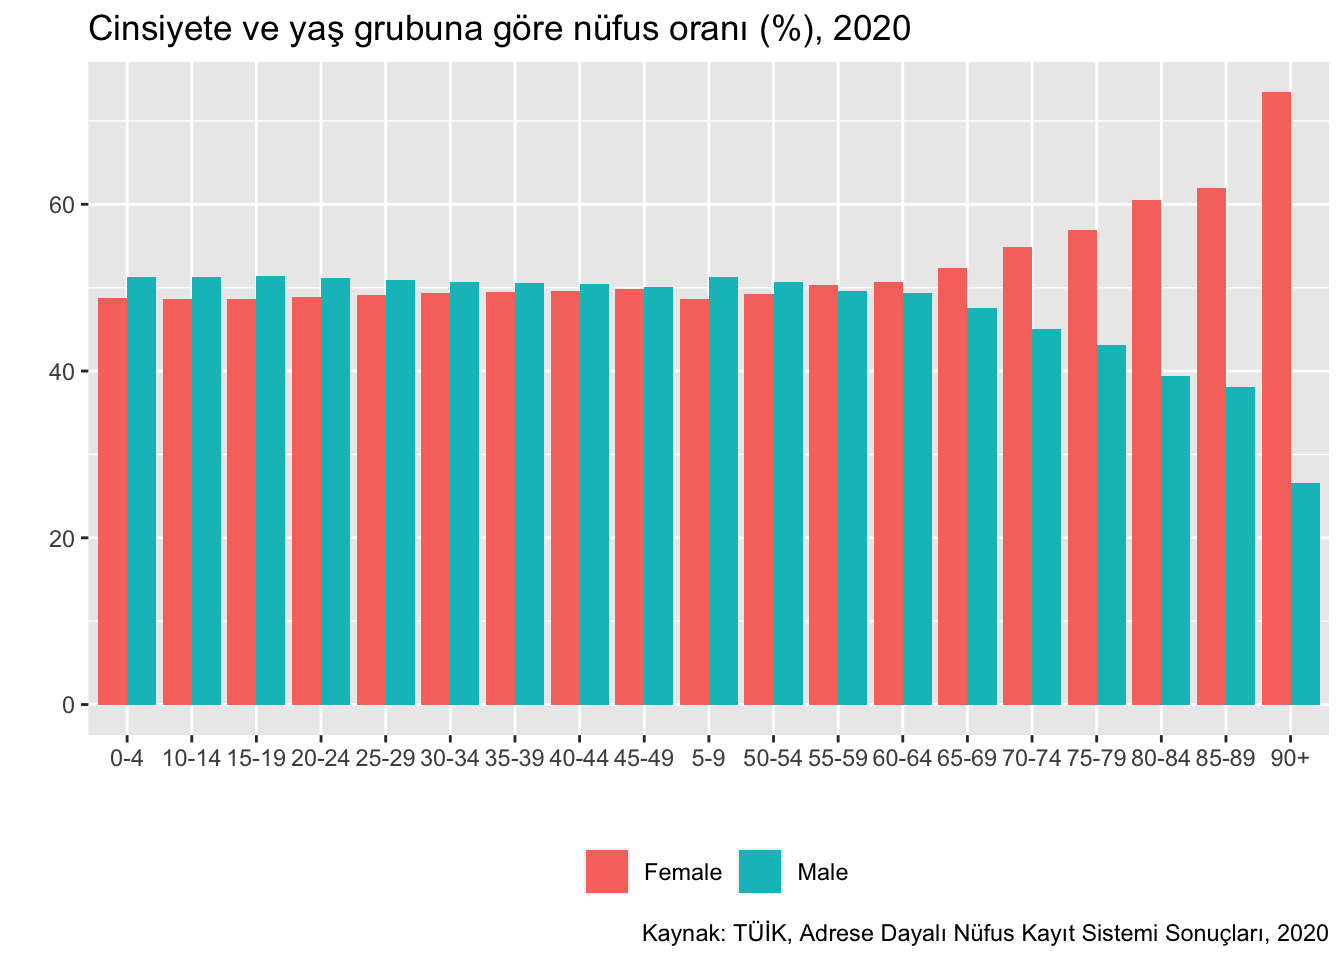 Cinsiyete ve yaş grubuna göre nüfus oranı (%), 2020
60
40
20
0
0-4 10-14 15-19 20-24 25-29 30-34 35-39 40-44 45-49 5-9 50-54 55-59 60-64 65-69 70-74 75-79 80-84 85-89 90+
Female Male
Kaynak: TÜİK, Adrese Dayalı Nüfus Kayıt Sistemi Sonuçları, 2020